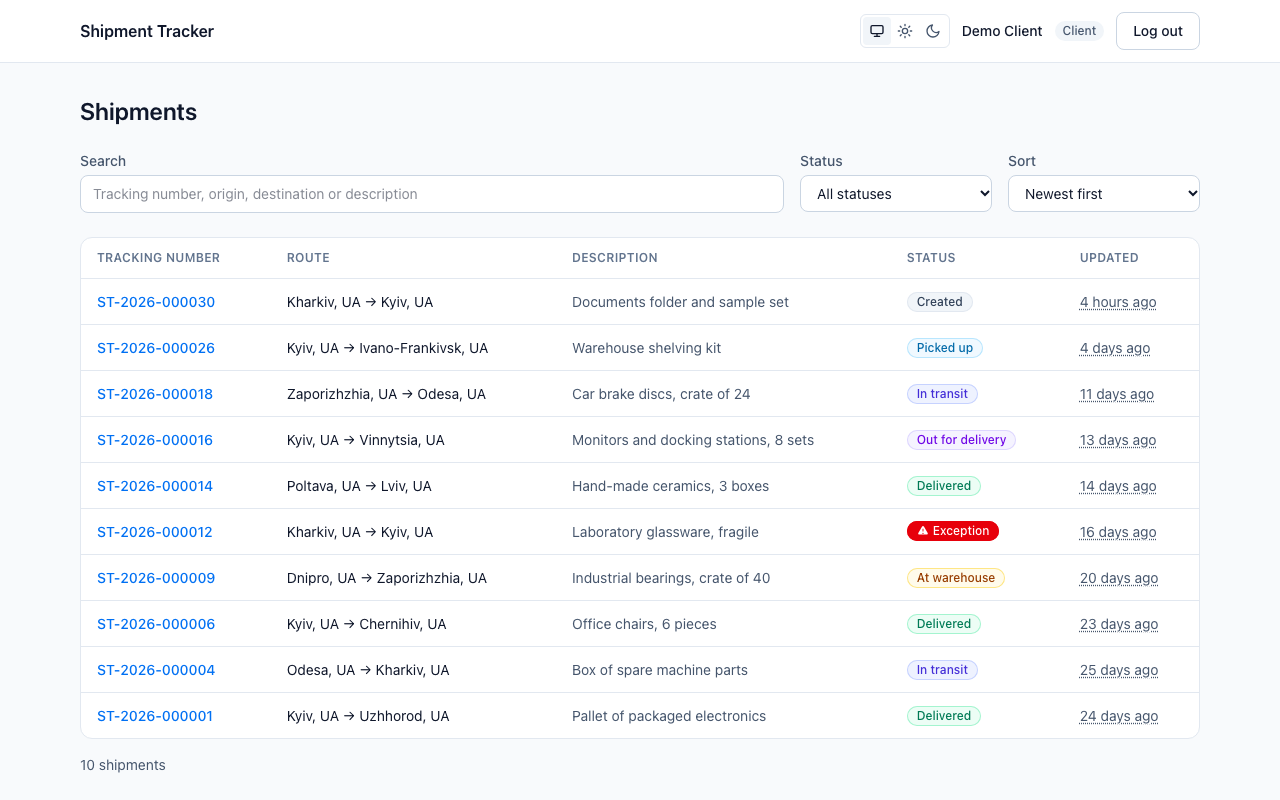 Shipment Tracker
Demo Client
Client
Log out
Shipments
Search
Status
Sort
Tracking number, origin, destination or description
All statuses
Newest first
TRACKING NUMBER ROUTE DESCRIPTION STATUS UPDATED
ST-2026-000030 Kharkiv, UA → Kyiv, UA Documents folder and sample set Created 4 hours ago
ST-2026-000026 Kyiv, UA → Ivano-Frankivsk, UA Warehouse shelving kit Picked up 4 days ago
ST-2026-000018 Zaporizhzhia, UA → Odesa, UA Car brake discs, crate of 24 In transit 11 days ago
ST-2026-000016 Kyiv, UA → Vinnytsia, UA Monitors and docking stations, 8 sets Out for delivery 13 days ago
ST-2026-000014 Poltava, UA → Lviv, UA Hand-made ceramics, 3 boxes Delivered 14 days ago
ST-2026-000012 Kharkiv, UA → Kyiv, UA Laboratory glassware, fragile Exception 16 days ago
ST-2026-000009 Dnipro, UA → Zaporizhzhia, UA Industrial bearings, crate of 40 At warehouse 20 days ago
ST-2026-000006 Kyiv, UA → Chernihiv, UA Office chairs, 6 pieces Delivered 23 days ago
ST-2026-000004 Odesa, UA → Kharkiv, UA Box of spare machine parts In transit 25 days ago
ST-2026-000001 Kyiv, UA → Uzhhorod, UA Pallet of packaged electronics Delivered 24 days ago
10 shipments